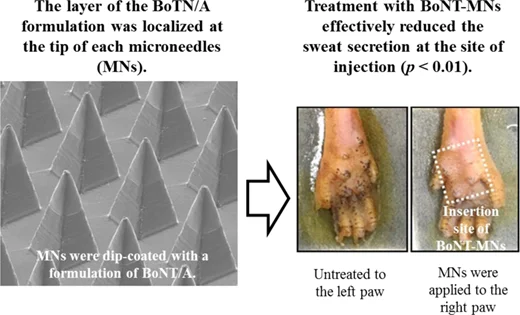 The layer of the BoTN/A
formulation was localized at
the tip of each microneedles
(MNs).
MNs were dip-coated with a
formulation of BoNT/A.
Treatment with BoNT-MNs
effectively reduced the
sweat secretion at the site of
injection (p < 0.01).
Insertion
site of
BoNT-MNs
Untreated to
the left paw
MNs were
applied to the
right paw